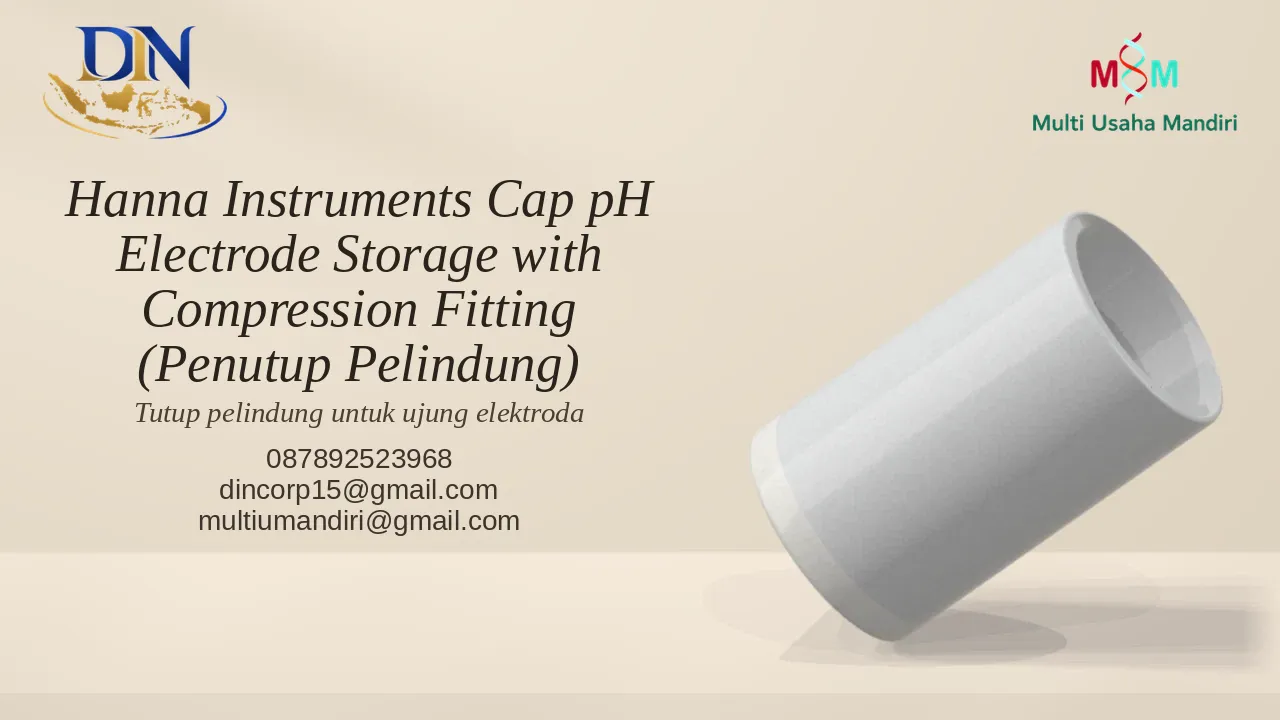 DN
M M
Multi Usaha Mandiri
Hanna Instruments Cap pH
Electrode Storage with
Compression Fitting
(Penutup Pelindung)
Tutup pelindung untuk ujung elektroda
087892523968
dincorp15@gmail.com
multiumandiri@gmail.com